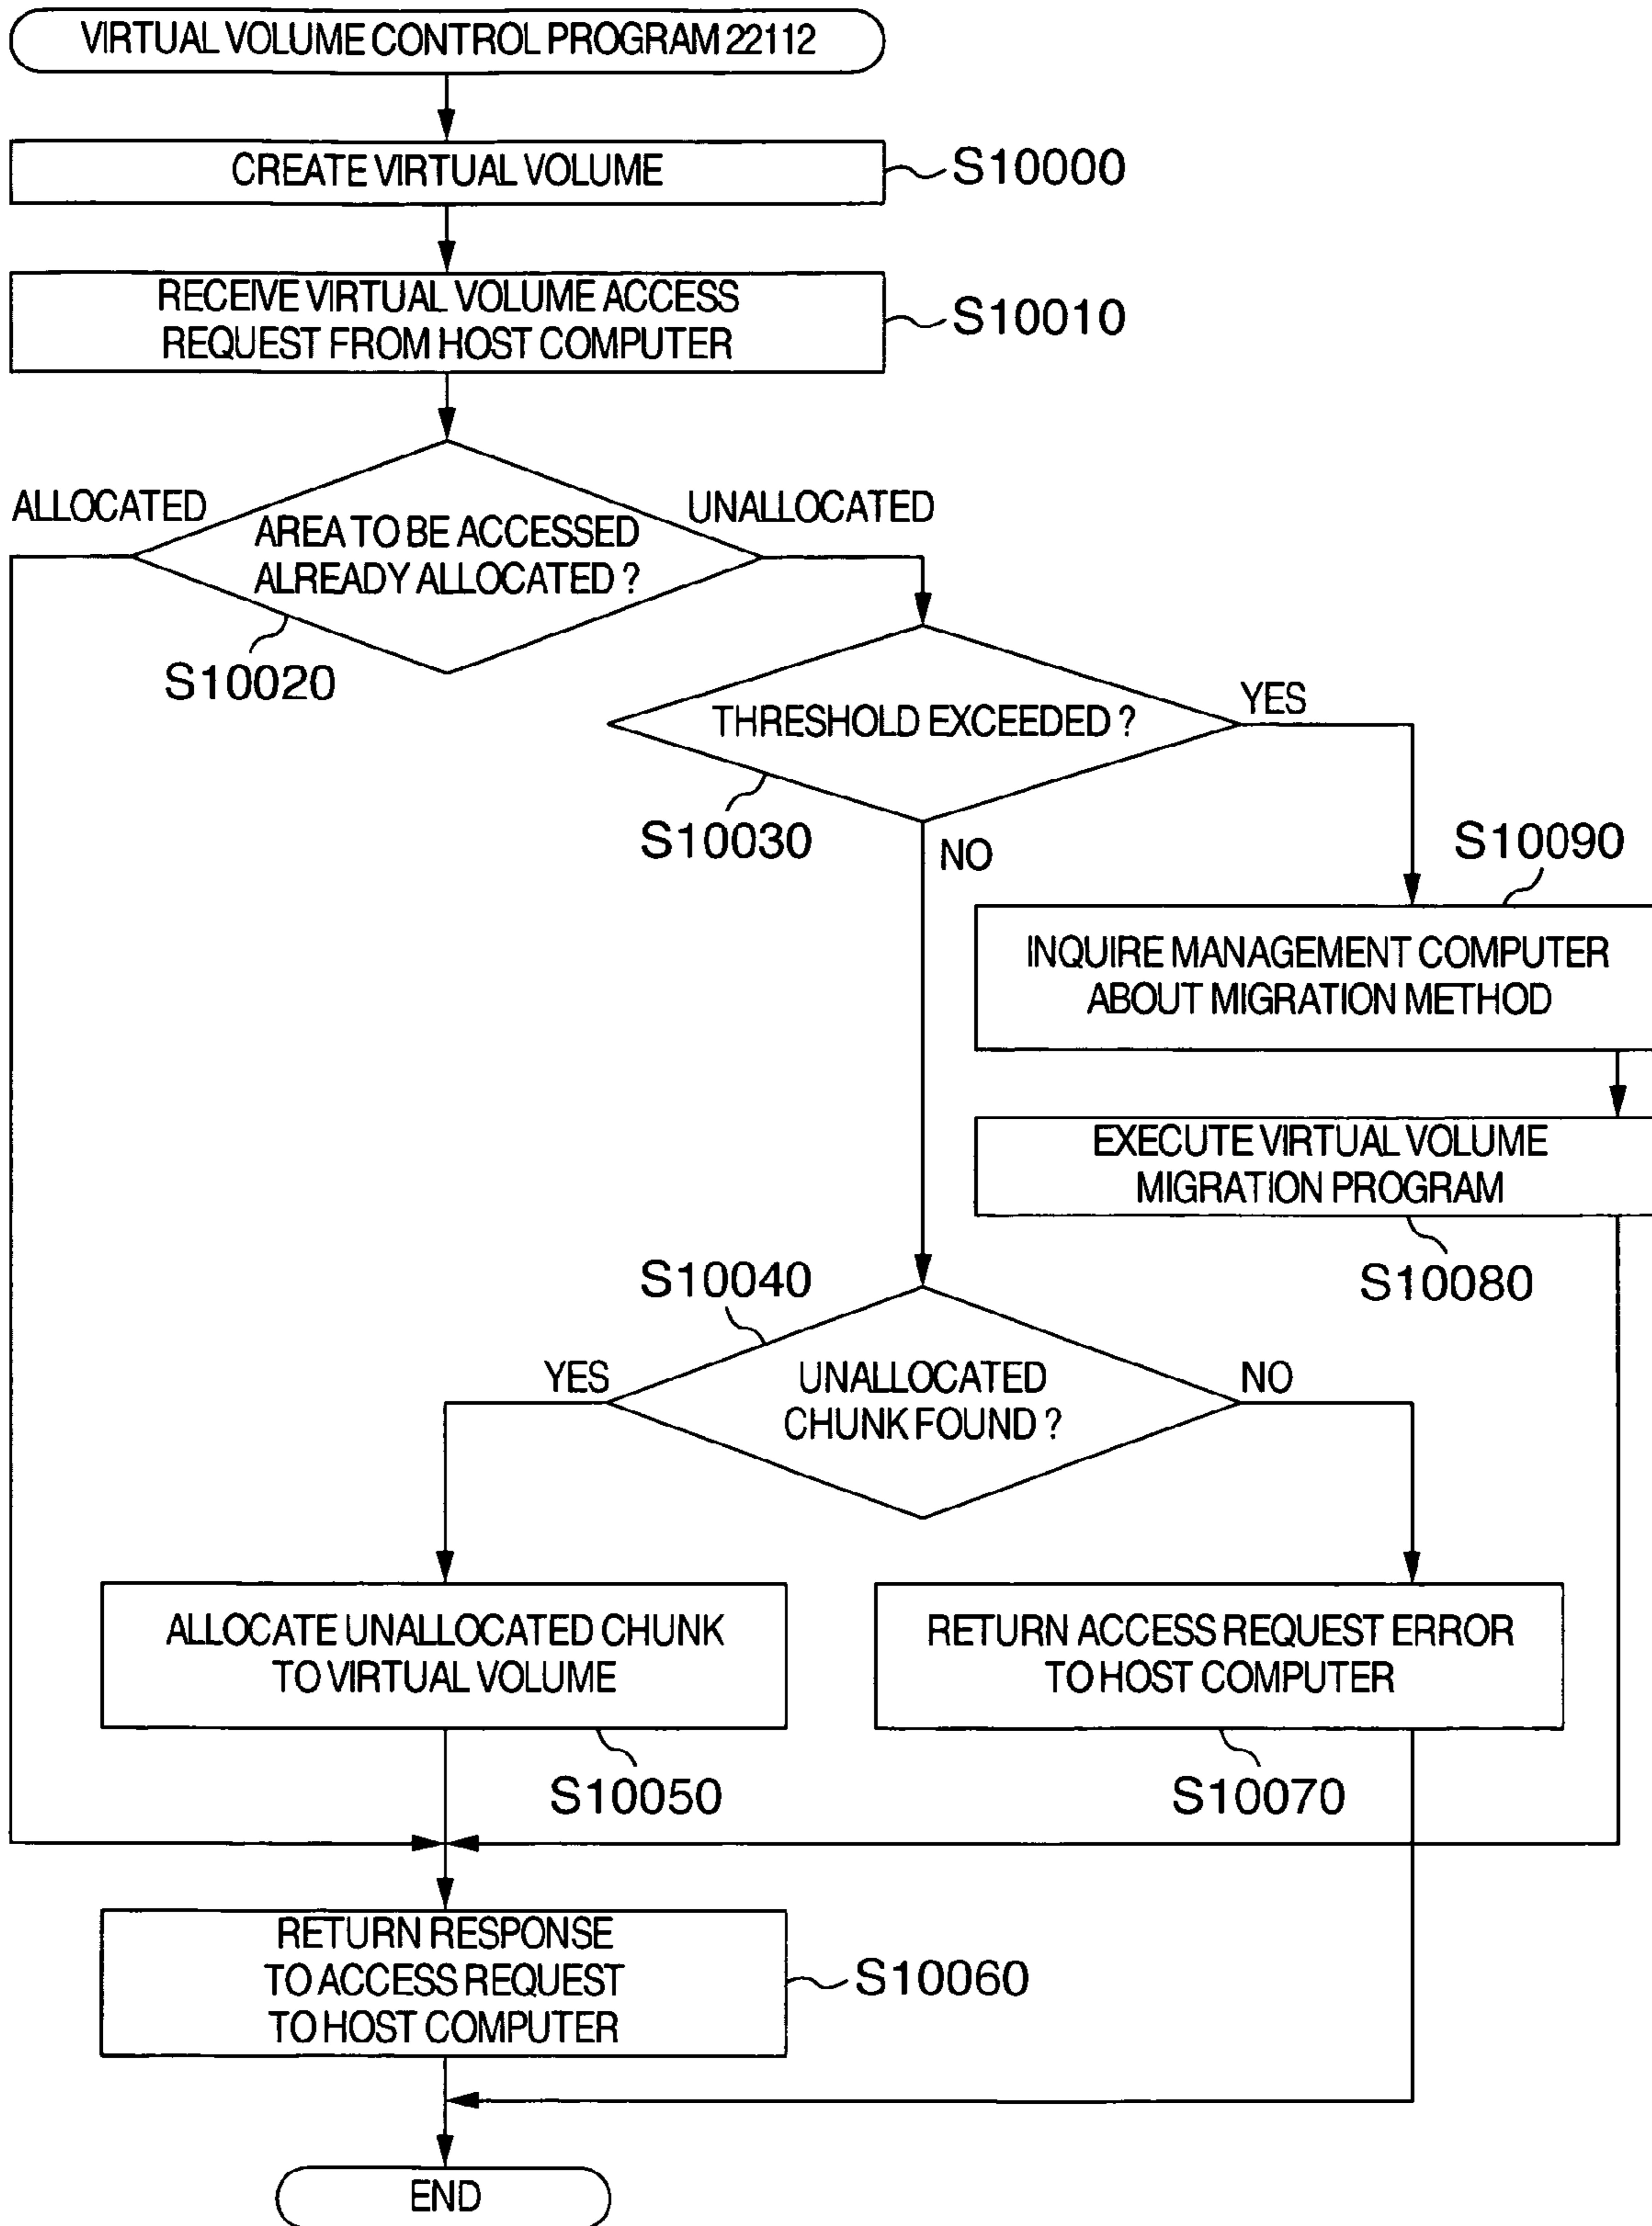 VIRTUAL VOLUME CONTROL PROGRAM 22112
CREATE VIRTUAL VOLUME
S10000
RECEIVE VIRTUAL VOLUME ACCESS
REQUEST FROM HOST COMPUTER
S10010
ALLOCATED
UNALLOCATED
AREA TO BE ACCESSED
ALREADY ALLOCATED ?
S10020
THRESHOLD EXCEEDED ?
YES
S10030
NO
S10090
INQUIRE MANAGEMENT COMPUTER
ABOUT MIGRATION METHOD
EXECUTE VIRTUAL VOLUME
MIGRATION PROGRAM
S10080
S10040
YES
UNALLOCATED
CHUNK FOUND ?
NO
ALLOCATE UNALLOCATED CHUNK
TO VIRTUAL VOLUME
S10050
RETURN ACCESS REQUEST ERROR
TO HOST COMPUTER
S10070
RETURN RESPONSE
TO ACCESS REQUEST
TO HOST COMPUTER
S10060
END